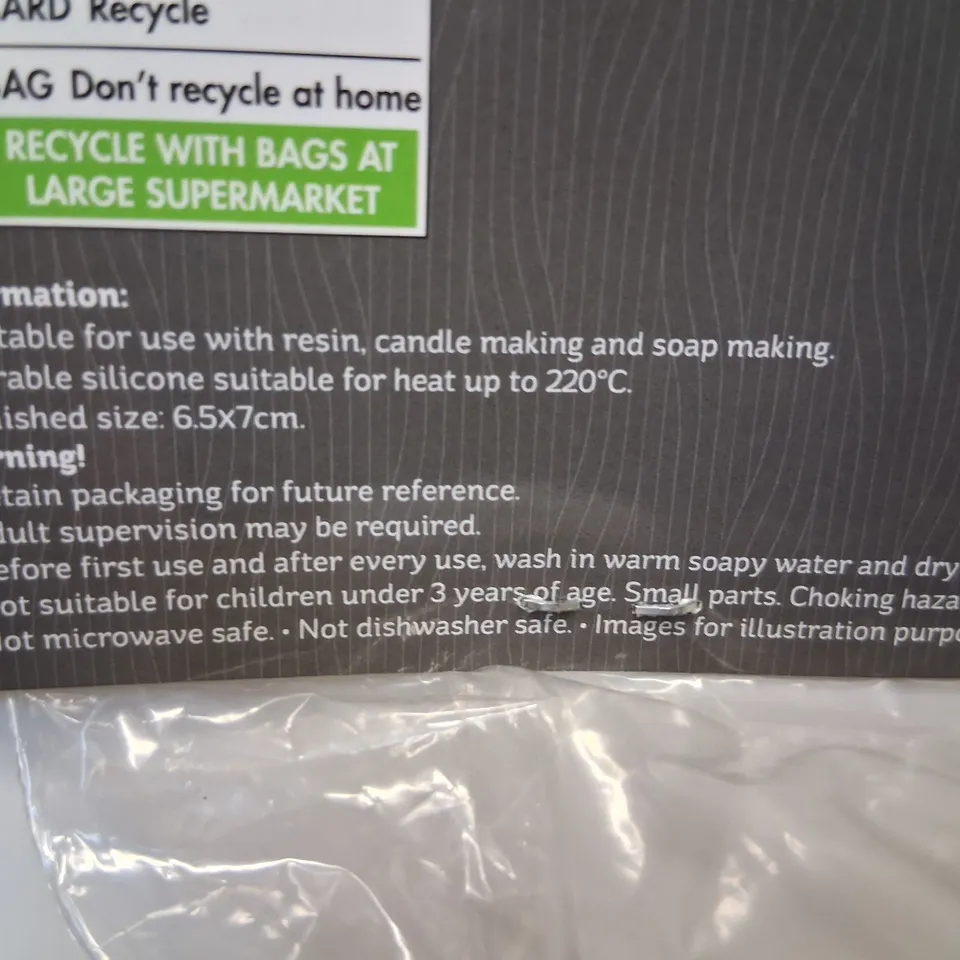 ARD Recycle
AG Don't recycle at home
RECYCLE WITH BAGS AT
LARGE SUPERMARKET
mation:
table for use with resin, candle making and soap making.
rable silicone suitable for heat up to 220°C.
ished size: 6.5x7cm.
rning!
tain packaging for future reference.
dult supervision may be required.
efore first use and after every use, wash in warm soapy water and dry
ot suitable for children under 3 years of age. Small parts. Choking haza
ot microwave safe. • Not dishwasher safe. • Images for illustration purpo